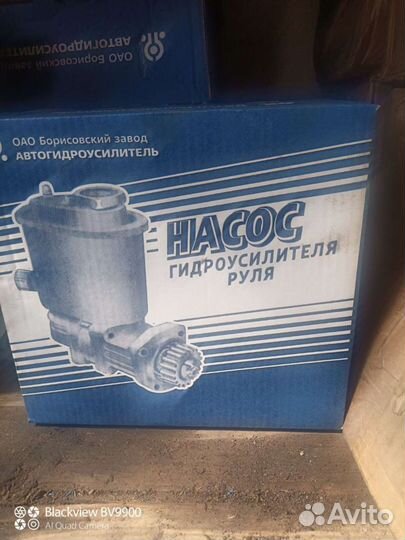 ОАО Борисовский завод
АВТОГИДРОУСИЛИТЕЛЬ
ОАО Борисовский завод
АВТОГИДРОУСИЛИТЕЛЬ
НАСОС
ГИДРОУСИЛИТЕЛЯ
РУЛЯ
Blackview BV9900
AI Quad Camera
Avito